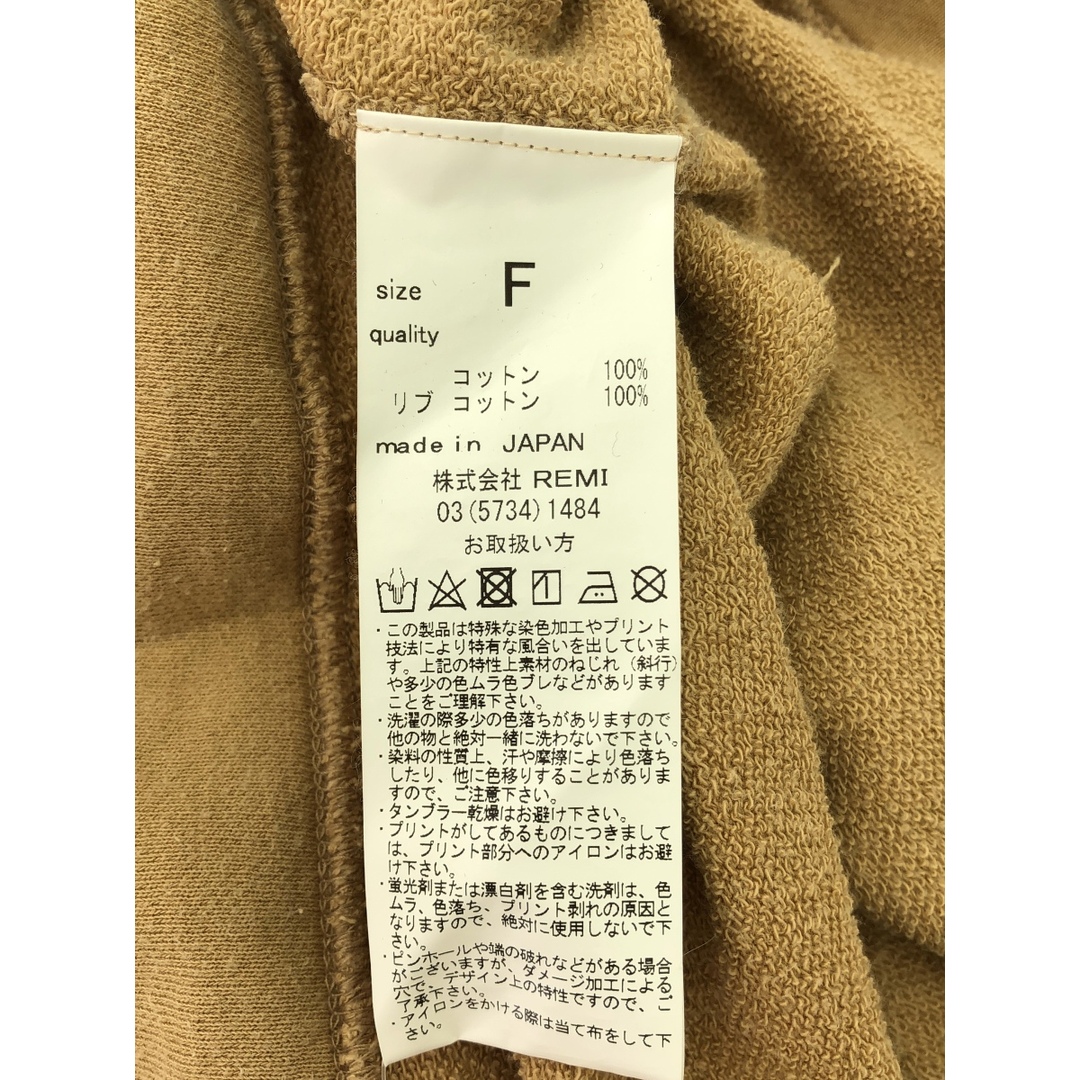 size F
quality
コットン 100%
リブ コットン 100%
made in JAPAN
株式会社 REMI
03(5734)1484
お取扱い方
・この製品は特殊な染色加工やプリント
技法により特有な風合いを出していま
す。上記の特性上素材のねじれ（斜行）
や多少の色ムラ色ブレなどがあります
ことをご理解下さい。
・洗濯の際多少の色落ちがありますので
他の物と絶対一緒に洗わないで下さい。
・染料の性質上、汗や摩擦により色落ち
したり、他に色移りすることがありま
すので、ご注意下さい。
・タンブラー乾燥はお避け下さい。
・プリントがしてあるものにつきまして
は、プリント部分へのアイロンはお避
け下さい。
・蛍光剤または漂白剤を含む洗剤は、色
ムラ、色落ち、プリント剥れの原因と
なりますので、絶対に使用しないで下
さい。
・ピンホールや端の破れなどがある場合
がございますが、ダメージ加工による
穴で、デザイン上の特性ですので、ご
了承下さい。
・アイロンをかける際は当て布をして下
さい。